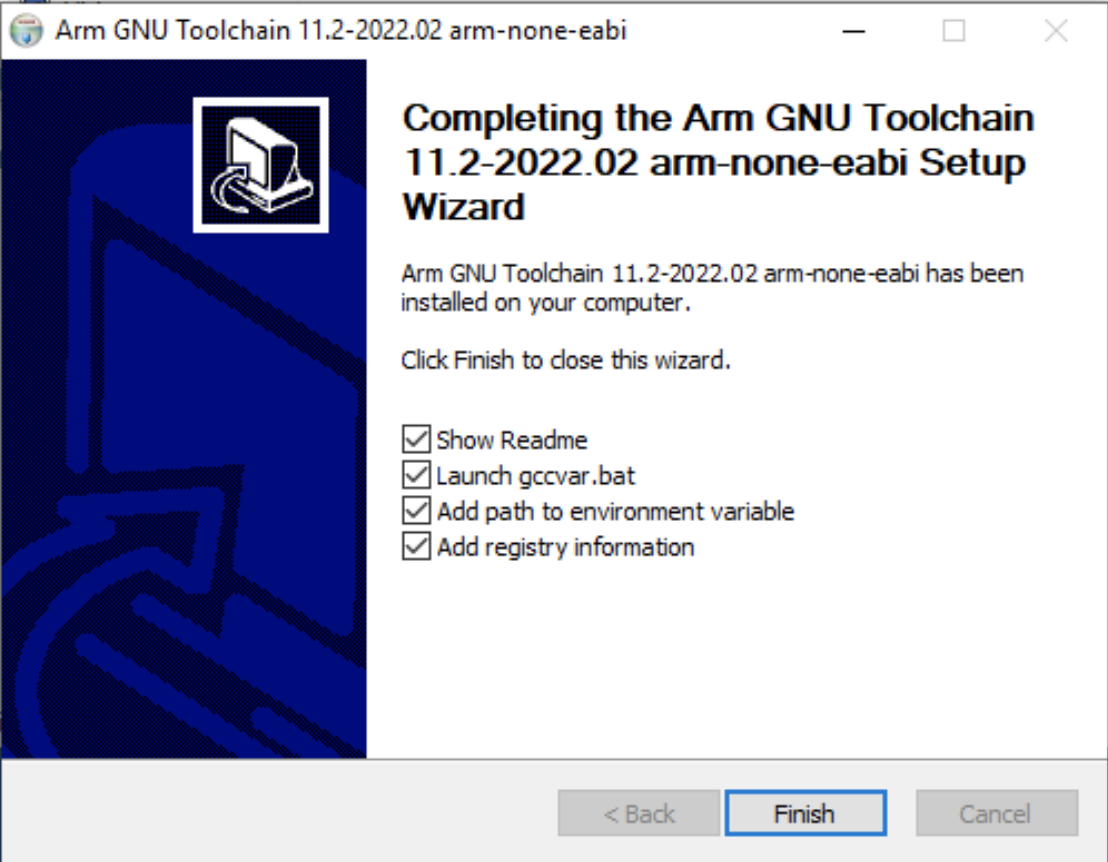 Arm GNU Toolchain 11.2-2022.02 arm-none-eabi
Completing the Arm GNU Toolchain
11.2-2022.02 arm-none-eabi Setup
Wizard
Arm GNU Toolchain 11.2-2022.02 arm-none-eabi has been
installed on your computer.
Click Finish to close this wizard.
Show Readme
Launch gccvar.bat
Add path to environment variable
Add registry information
< Back
Finish
Cancel